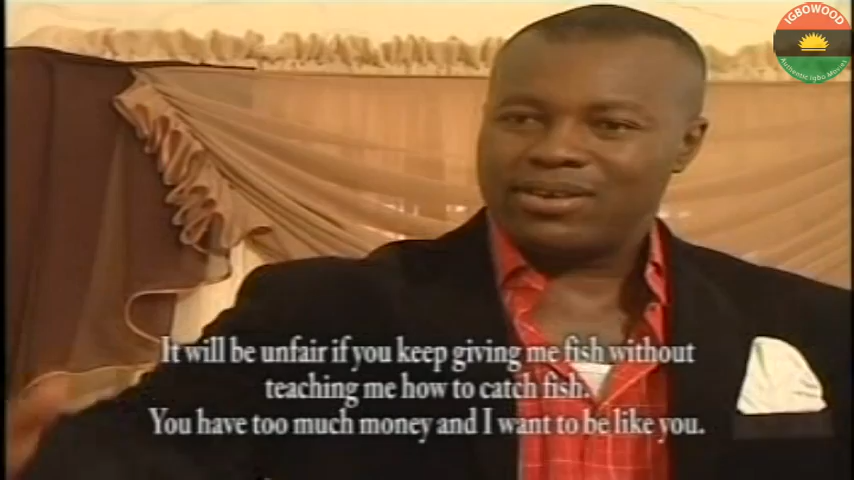 IGBOWOOD
Authentic Igbo Movies
It will be unfair if you keep giving me fish without
teaching me how to catch fish.
You have too much money and I want to be like you.